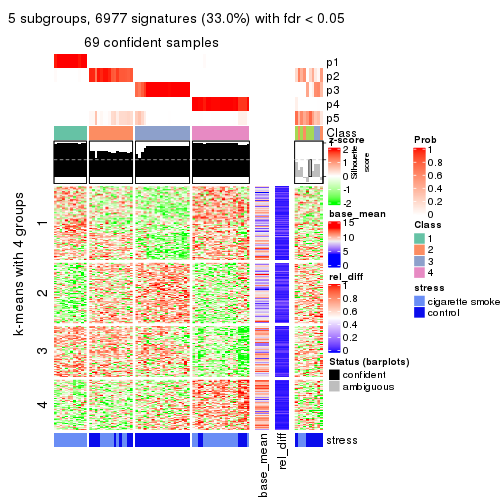 5 subgroups, 6977 signatures (33.0%) with fdr < 0.05
69 confident samples
p1
p2
p3
p4
p5
Class
z-score
2
1
0
-1
-2
Silhouette
score
Prob
1
0.8
0.6
0.4
0.2
0
base_mean
15
10
5
0
Class
1
2
3
4
rel_diff
1
0.8
0.6
0.4
0.2
0
stress
cigarette smoke
control
Status (barplots)
confident
ambiguous
k-means with 4 groups
1
2
3
4
stress
base_mean
rel_diff